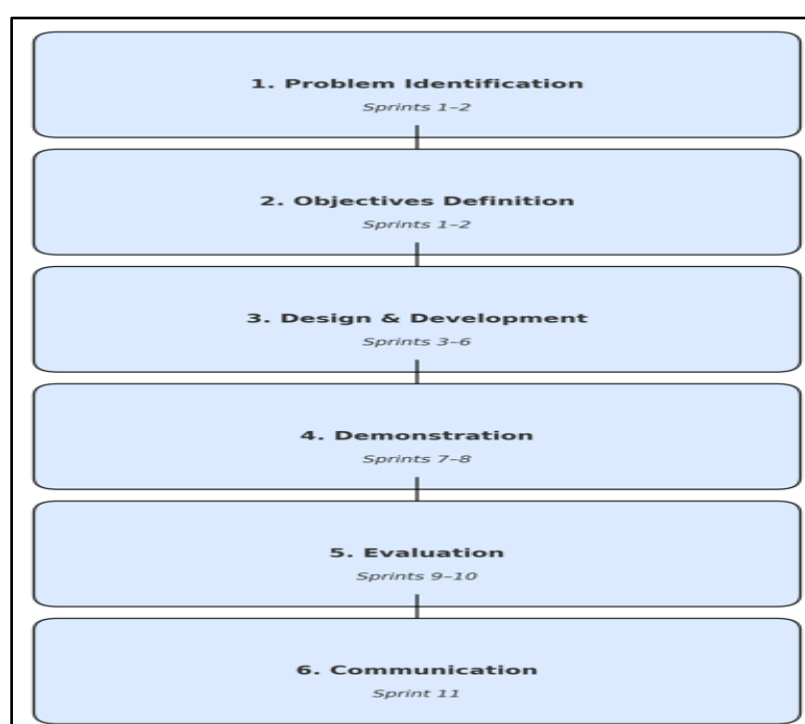 1. Problem Identification
Sprints 1–2
2. Objectives Definition
Sprints 1–2
3. Design & Development
Sprints 3–6
4. Demonstration
Sprints 7–8
5. Evaluation
Sprints 9–10
6. Communication
Sprint 11